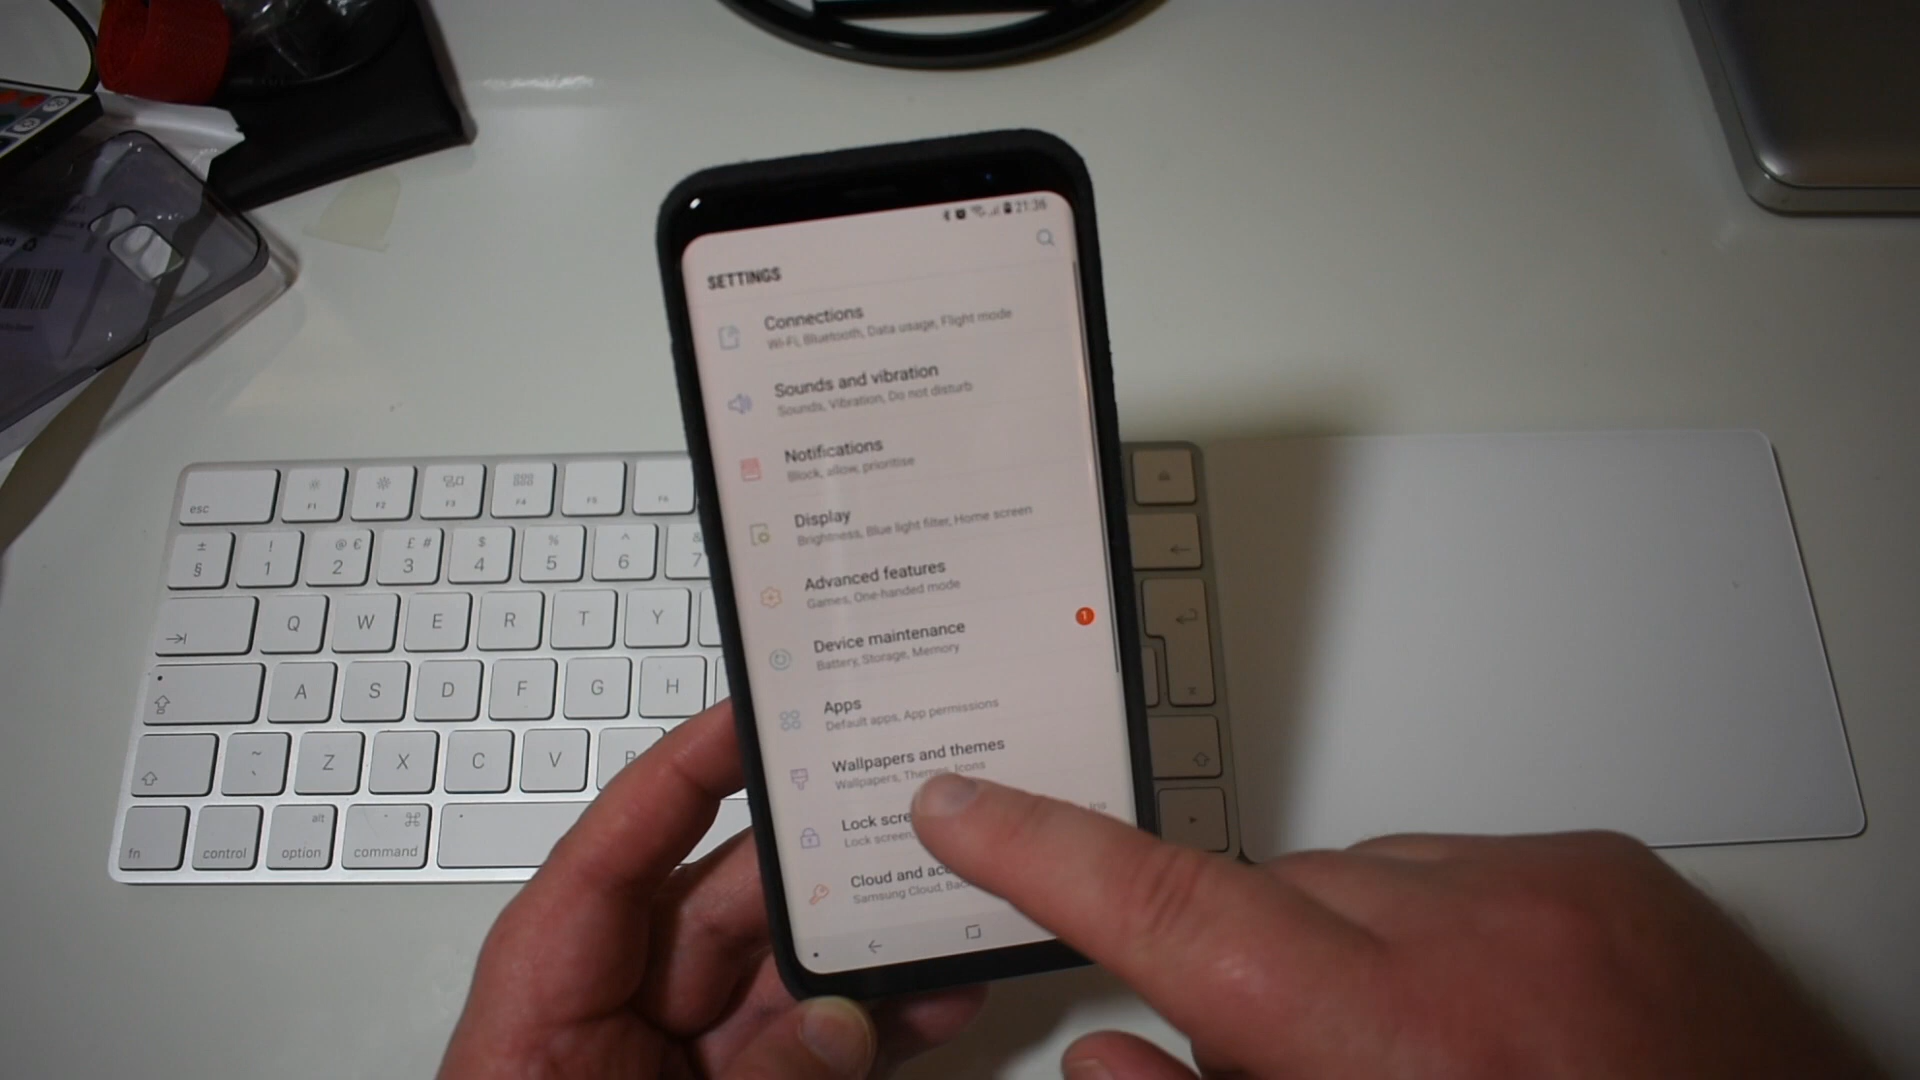 21:36
SETTINGS
Connections
Wi-Fi, Bluetooth, Data usage, Flight mode
Sounds and vibration
Sounds, Vibration, Do not disturb
Notifications
Block, allow, prioritise
Display
Brightness, Blue light filter, Home screen
Advanced features
Games, One-handed mode
Device maintenance
1
Battery, Storage, Memory
Apps
Default apps, App permissions
Wallpapers and themes
Wallpapers, Themes, Icons
Lock scre
Lock screen
Cloud and acc
Samsung Cloud, Bac
esc
F1
F2
F3
F4
F5
F6
± ! @ € £ # $ % ^ &
§ 1 2 3 4 5 6 7
Q W E R T Y
A S D F G H
~ Z X C V B
fn control alt option command